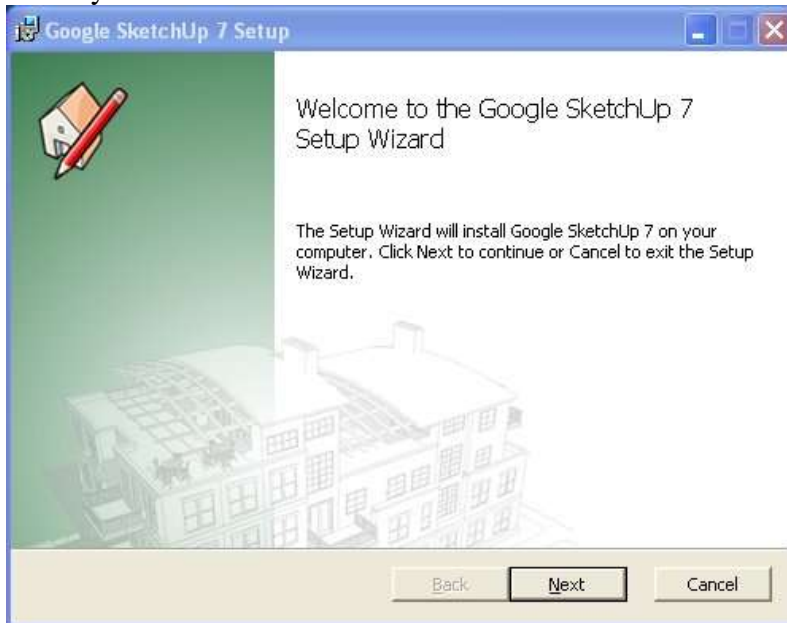 Google SketchUp 7 Setup
Welcome to the Google SketchUp 7
Setup Wizard
The Setup Wizard will install Google SketchUp 7 on your
computer. Click Next to continue or Cancel to exit the Setup
Wizard.
Back Next Cancel